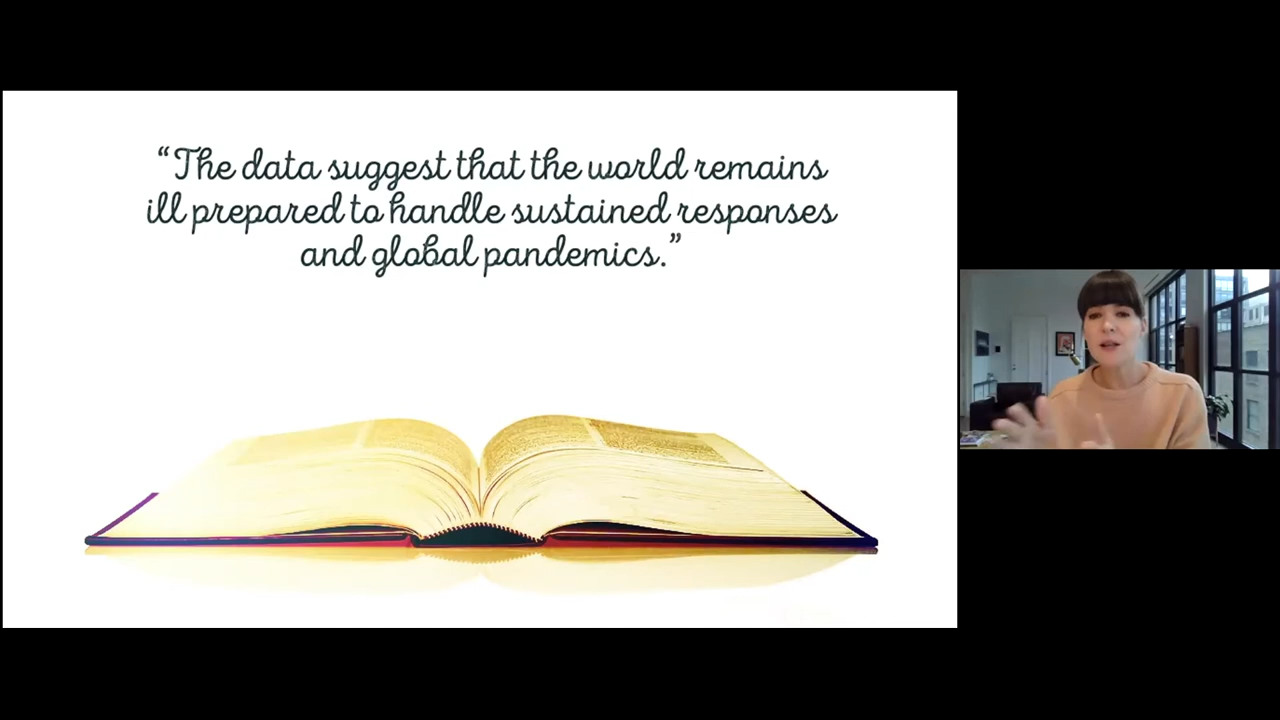 “The data suggest that the world remains
ill prepared to handle sustained responses
and global pandemics.”